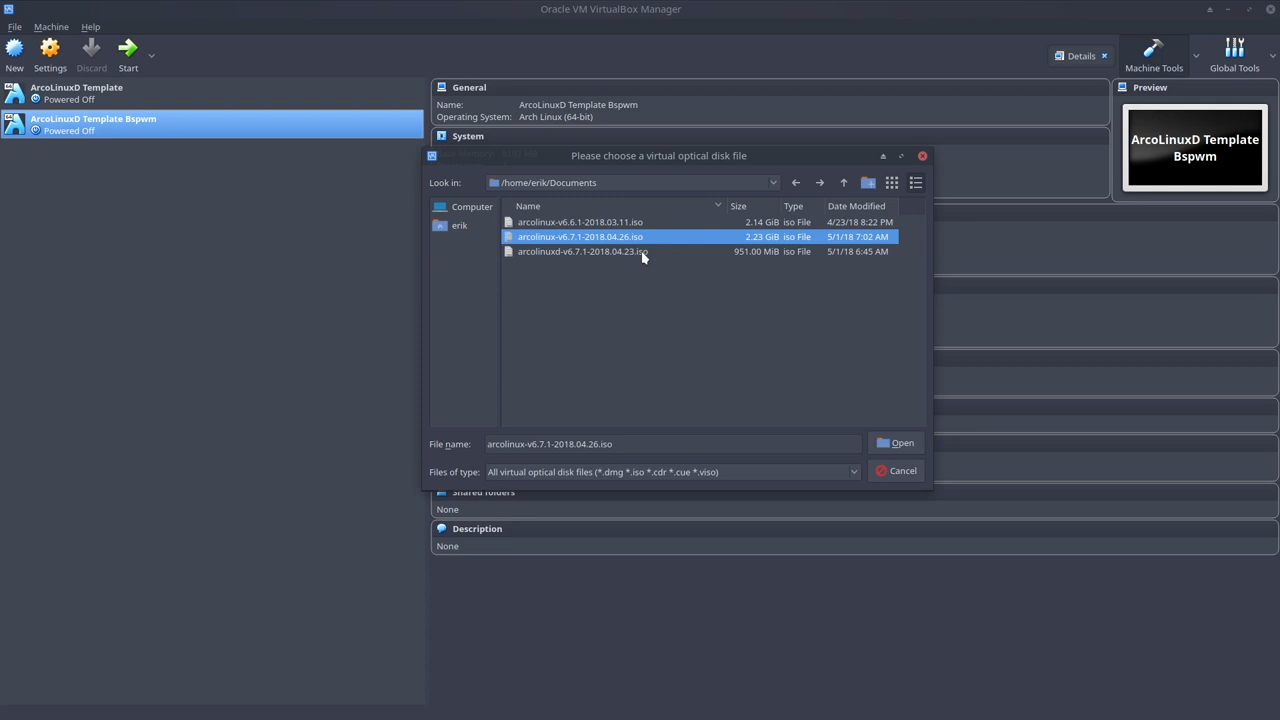 Oracle VM VirtualBox Manager
File Machine Help
New Settings Discard Start
Details
Machine Tools
Global Tools
ArcoLinuxD Template
Powered Off
ArcoLinuxD Template Bspwm
Powered Off
General
Name: ArcoLinuxD Template Bspwm
Operating System: Arch Linux (64-bit)
System
Preview
ArcoLinuxD Template
Bspwm
Please choose a virtual optical disk file
Look in: /home/erik/Documents
Computer
erik
Name Size Type Date Modified
arcolinux-v6.6.1-2018.03.11.iso 2.14 GiB iso File 4/23/18 8:22 PM
arcolinux-v6.7.1-2018.04.26.iso 2.23 GiB iso File 5/1/18 7:02 AM
arcolinuxd-v6.7.1-2018.04.23.iso 951.00 MiB iso File 5/1/18 6:45 AM
File name: arcolinux-v6.7.1-2018.04.26.iso
Open
Files of type: All virtual optical disk files (*.dmg *.iso *.cdr *.cue *.viso)
Cancel
Shared folders
None
Description
None